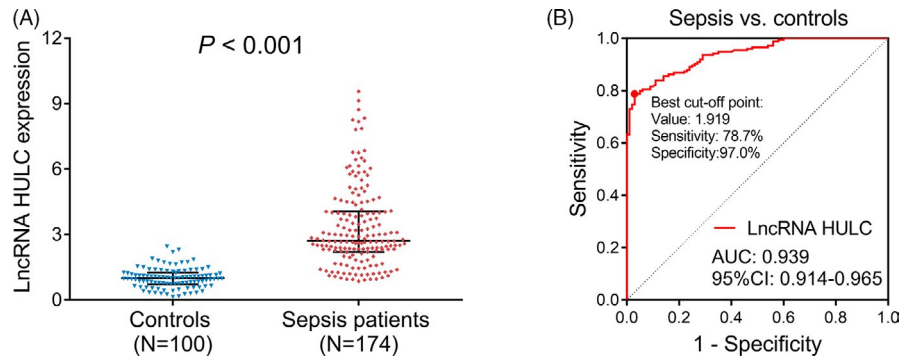 (A)
P < 0.001
LncRNA HULC expression
12
9
6
3
0
Controls
(N=100)
Sepsis patients
(N=174)
(B)
Sepsis vs. controls
Sensitivity
1.0
0.8
0.6
0.4
0.2
0.0
Best cut-off point:
Value: 1.919
Sensitivity: 78.7%
Specificity:97.0%
LncRNA HULC
AUC: 0.939
95%CI: 0.914-0.965
0.0 0.2 0.4 0.6 0.8 1.0
1 - Specificity